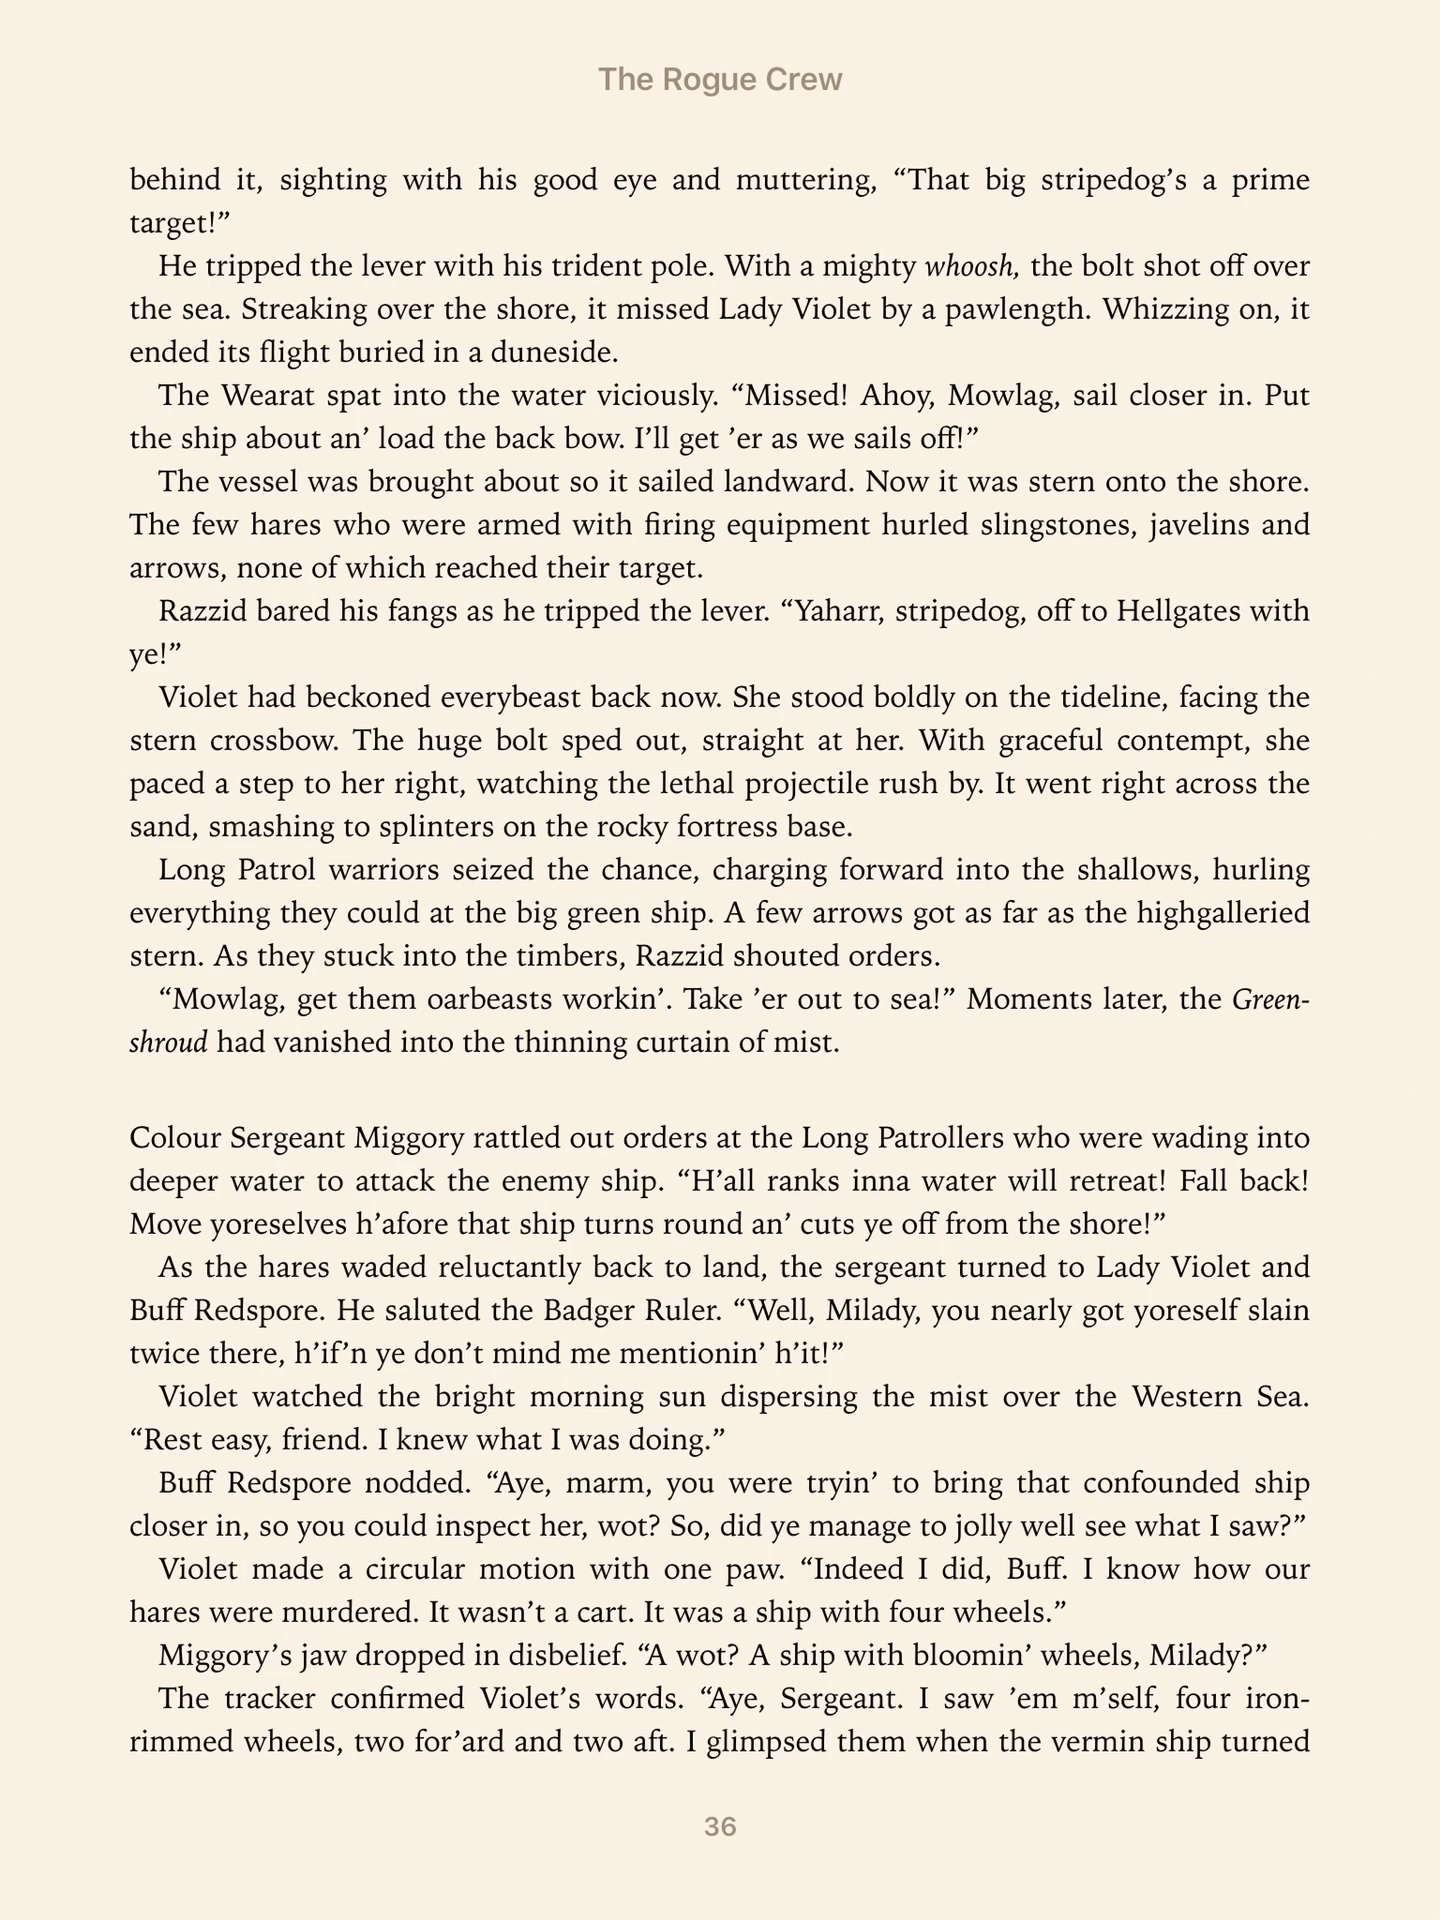 The Rogue Crew
behind it, sighting with his good eye and muttering, “That big stripedog’s a prime
target!”
He tripped the lever with his trident pole. With a mighty whoosh, the bolt shot off over
the sea. Streaking over the shore, it missed Lady Violet by a pawlength. Whizzing on, it
ended its flight buried in a duneside.
The Wearat spat into the water viciously. “Missed! Ahoy, Mowlag, sail closer in. Put
the ship about an’ load the back bow. I’ll get ’er as we sails off!”
The vessel was brought about so it sailed landward. Now it was stern onto the shore.
The few hares who were armed with firing equipment hurled slingstones, javelins and
arrows, none of which reached their target.
Razzid bared his fangs as he tripped the lever. “Yaharr, stripedog, off to Hellgates with
ye!”
Violet had beckoned everybeast back now. She stood boldly on the tideline, facing the
stern crossbow. The huge bolt sped out, straight at her. With graceful contempt, she
paced a step to her right, watching the lethal projectile rush by. It went right across the
sand, smashing to splinters on the rocky fortress base.
Long Patrol warriors seized the chance, charging forward into the shallows, hurling
everything they could at the big green ship. A few arrows got as far as the highgalleried
stern. As they stuck into the timbers, Razzid shouted orders.
“Mowlag, get them oarbeasts workin’. Take ’er out to sea!” Moments later, the Green-
shroud had vanished into the thinning curtain of mist.
Colour Sergeant Miggory rattled out orders at the Long Patrollers who were wading into
deeper water to attack the enemy ship. “H’all ranks inna water will retreat! Fall back!
Move yoreselves h’afore that ship turns round an’ cuts ye off from the shore!”
As the hares waded reluctantly back to land, the sergeant turned to Lady Violet and
Buff Redspore. He saluted the Badger Ruler. “Well, Milady, you nearly got yoreself slain
twice there, h’if’n ye don’t mind me mentionin’ h’it!”
Violet watched the bright morning sun dispersing the mist over the Western Sea.
“Rest easy, friend. I knew what I was doing.”
Buff Redspore nodded. “Aye, marm, you were tryin’ to bring that confounded ship
closer in, so you could inspect her, wot? So, did ye manage to jolly well see what I saw?”
Violet made a circular motion with one paw. “Indeed I did, Buff. I know how our
hares were murdered. It wasn’t a cart. It was a ship with four wheels.”
Miggory’s jaw dropped in disbelief. “A wot? A ship with bloomin’ wheels, Milady?”
The tracker confirmed Violet’s words. “Aye, Sergeant. I saw ’em m’self, four iron-
rimmed wheels, two for’ard and two aft. I glimpsed them when the vermin ship turned
36